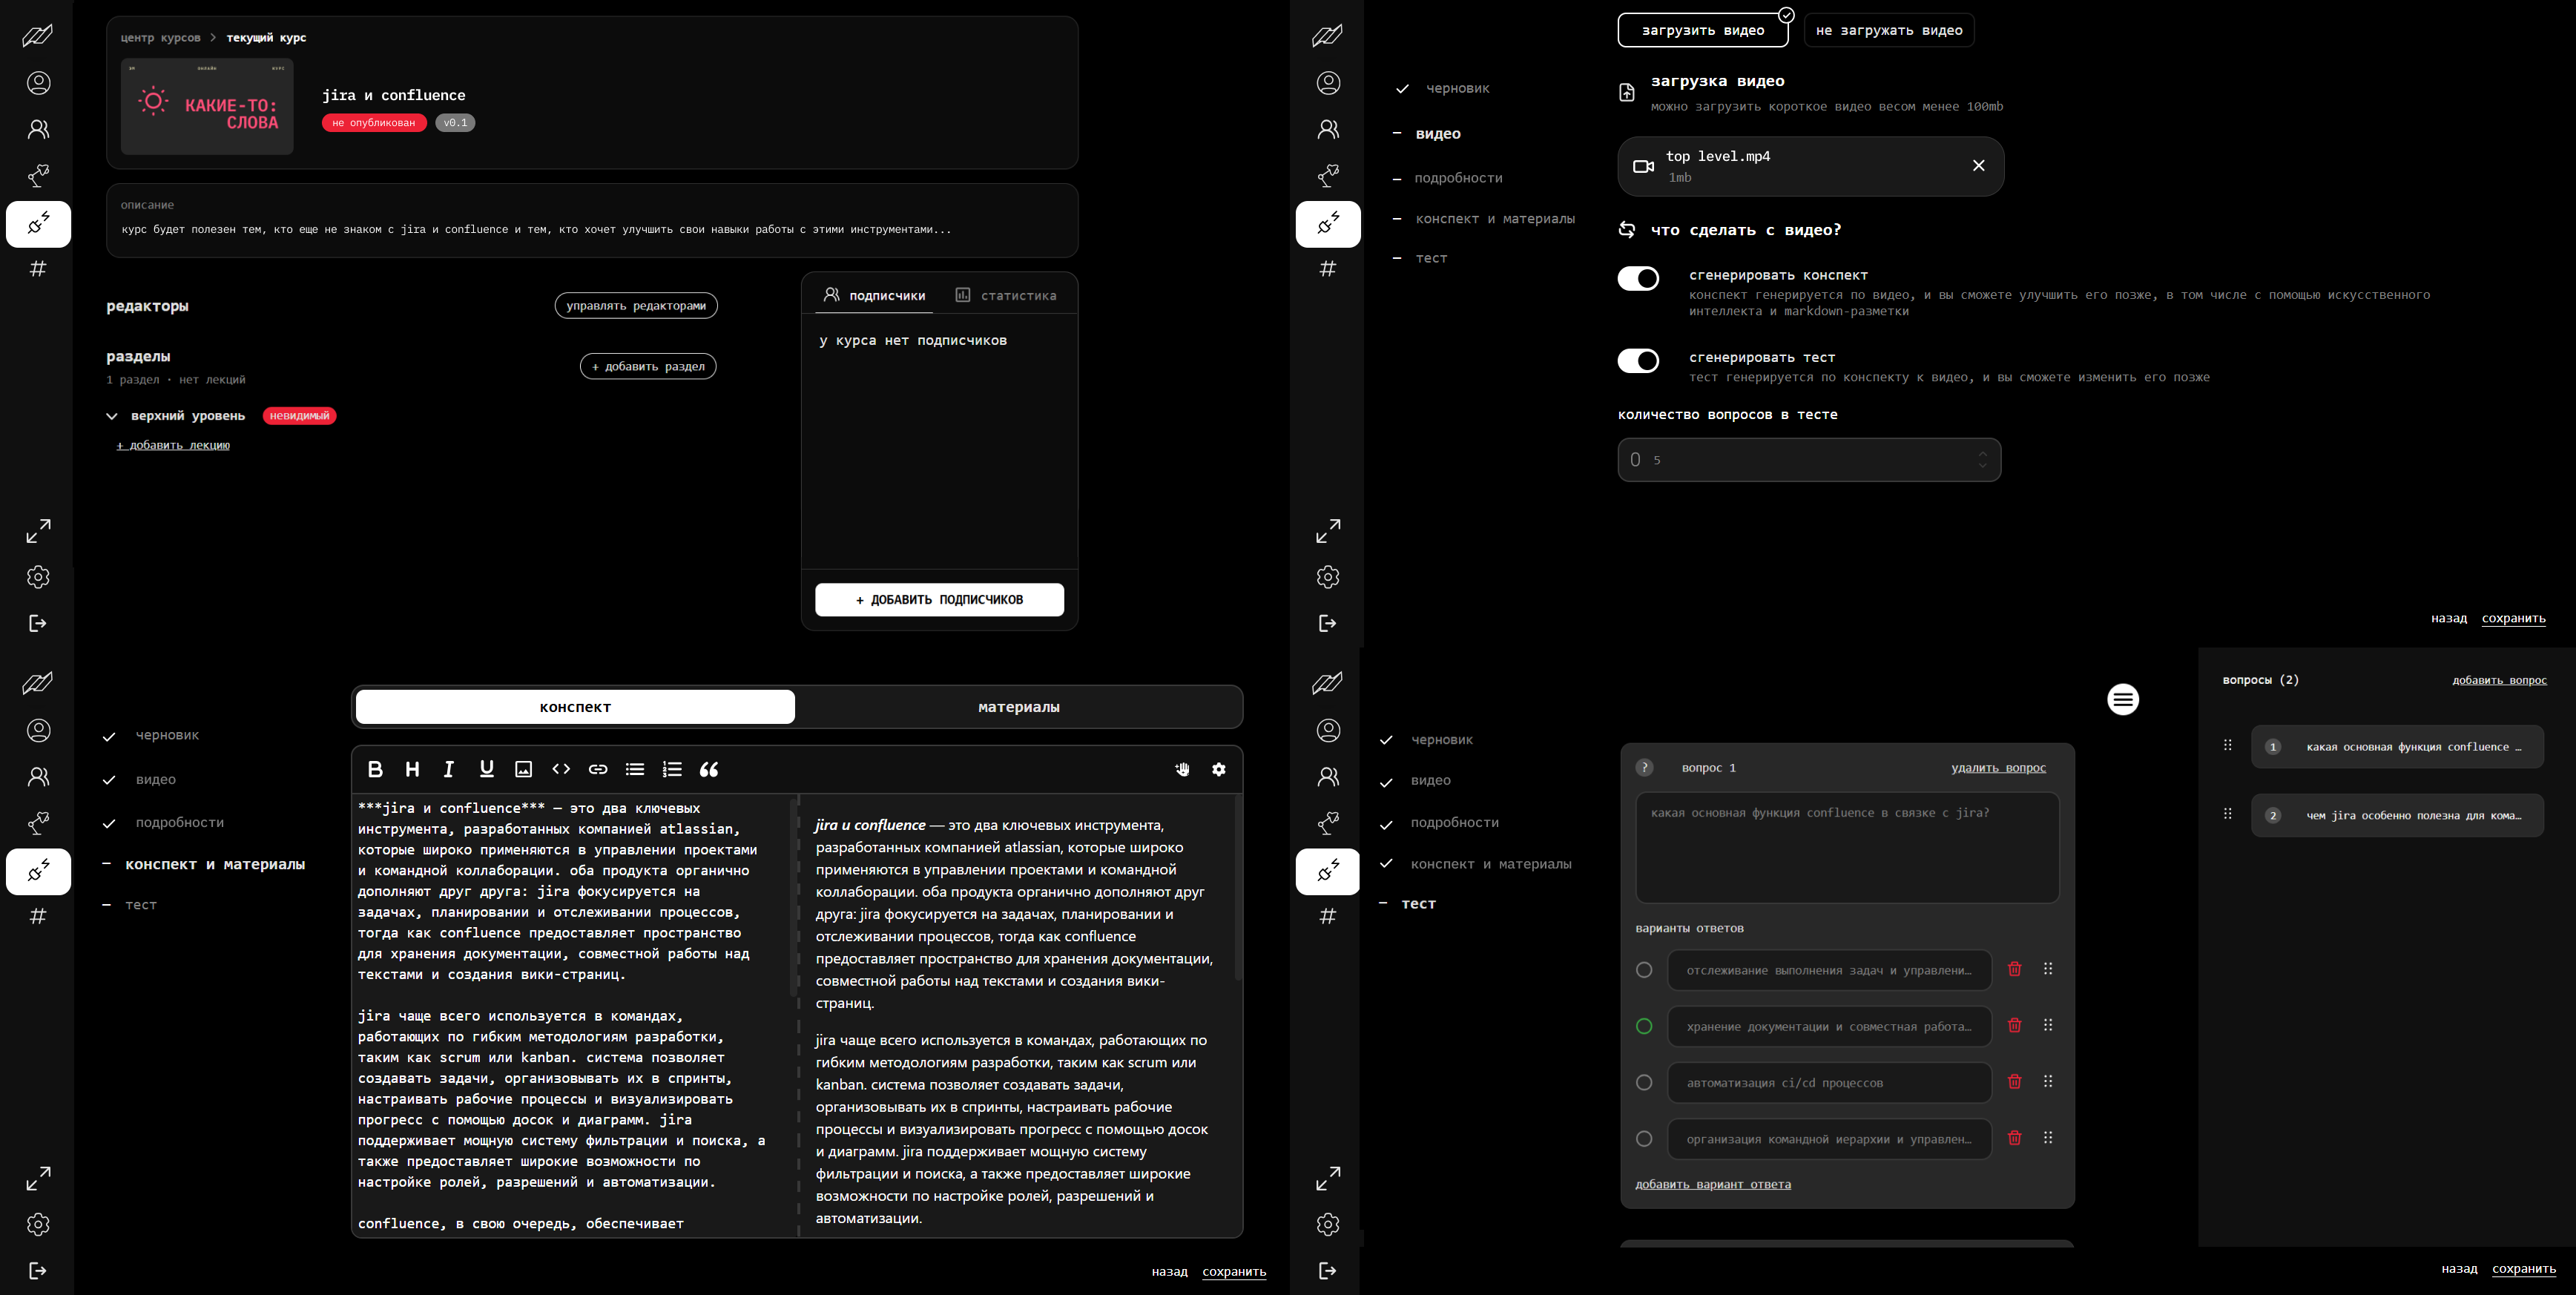 центр курсов > текущий курс
ЭМ ОНЛАЙН КУРС
КАКИЕ-ТО:
СЛОВА
jira и confluence
не опубликован v0.1
описание
курс будет полезен тем, кто еще не знаком с jira и confluence и тем, кто хочет улучшить свои навыки работы с этими инструментами...
редакторы
управлять редакторами
разделы
+ добавить раздел
1 раздел · нет лекций
верхний уровень невидимый
+ добавить лекцию
подписчики статистика
у курса нет подписчиков
+ ДОБАВИТЬ ПОДПИСЧИКОВ
загрузить видео не загружать видео
черновик
видео
подробности
конспект и материалы
тест
загрузка видео
можно загрузить короткое видео весом менее 100mb
top level.mp4
1mb
что сделать с видео?
сгенерировать конспект
конспект генерируется по видео, и вы сможете улучшить его позже, в том числе с помощью искусственного
интеллекта и markdown-разметки
сгенерировать тест
тест генерируется по конспекту к видео, и вы сможете изменить его позже
количество вопросов в тесте
0 5
назад сохранить
черновик
видео
подробности
конспект и материалы
тест
конспект материалы
***jira и confluence*** — это два ключевых
инструмента, разработанных компанией atlassian,
которые широко применяются в управлении проектами
и командной коллаборации. оба продукта органично
дополняют друг друга: jira фокусируется на
задачах, планировании и отслеживании процессов,
тогда как confluence предоставляет пространство
для хранения документации, совместной работы над
текстами и создания вики-страниц.
jira чаще всего используется в командах,
работающих по гибким методологиям разработки,
таким как scrum или kanban. система позволяет
создавать задачи, организовывать их в спринты,
настраивать рабочие процессы и визуализировать
прогресс с помощью досок и диаграмм. jira
поддерживает мощную систему фильтрации и поиска, а
также предоставляет широкие возможности по
настройке ролей, разрешений и автоматизации.
confluence, в свою очередь, обеспечивает
jira и confluence — это два ключевых инструмента,
разработанных компанией atlassian, которые широко
применяются в управлении проектами и командной
коллаборации. оба продукта органично дополняют друг
друга: jira фокусируется на задачах, планировании и
отслеживании процессов, тогда как confluence
предоставляет пространство для хранения документации,
совместной работы над текстами и создания вики-
страниц.
jira чаще всего используется в командах, работающих по
гибким методологиям разработки, таким как scrum или
kanban. система позволяет создавать задачи,
организовывать их в спринты, настраивать рабочие
процессы и визуализировать прогресс с помощью досок
и диаграмм. jira поддерживает мощную систему
фильтрации и поиска, а также предоставляет широкие
возможности по настройке ролей, разрешений и
автоматизации.
назад сохранить
черновик
видео
подробности
конспект и материалы
тест
? вопрос 1 удалить вопрос
какая основная функция confluence в связке с jira?
варианты ответов
отслеживание выполнения задач и управлени…
хранение документации и совместная работа…
автоматизация ci/cd процессов
организация командной иерархии и управлен…
добавить вариант ответа
вопросы (2) добавить вопрос
1 какая основная функция confluence …
2 чем jira особенно полезна для кома…
назад сохранить